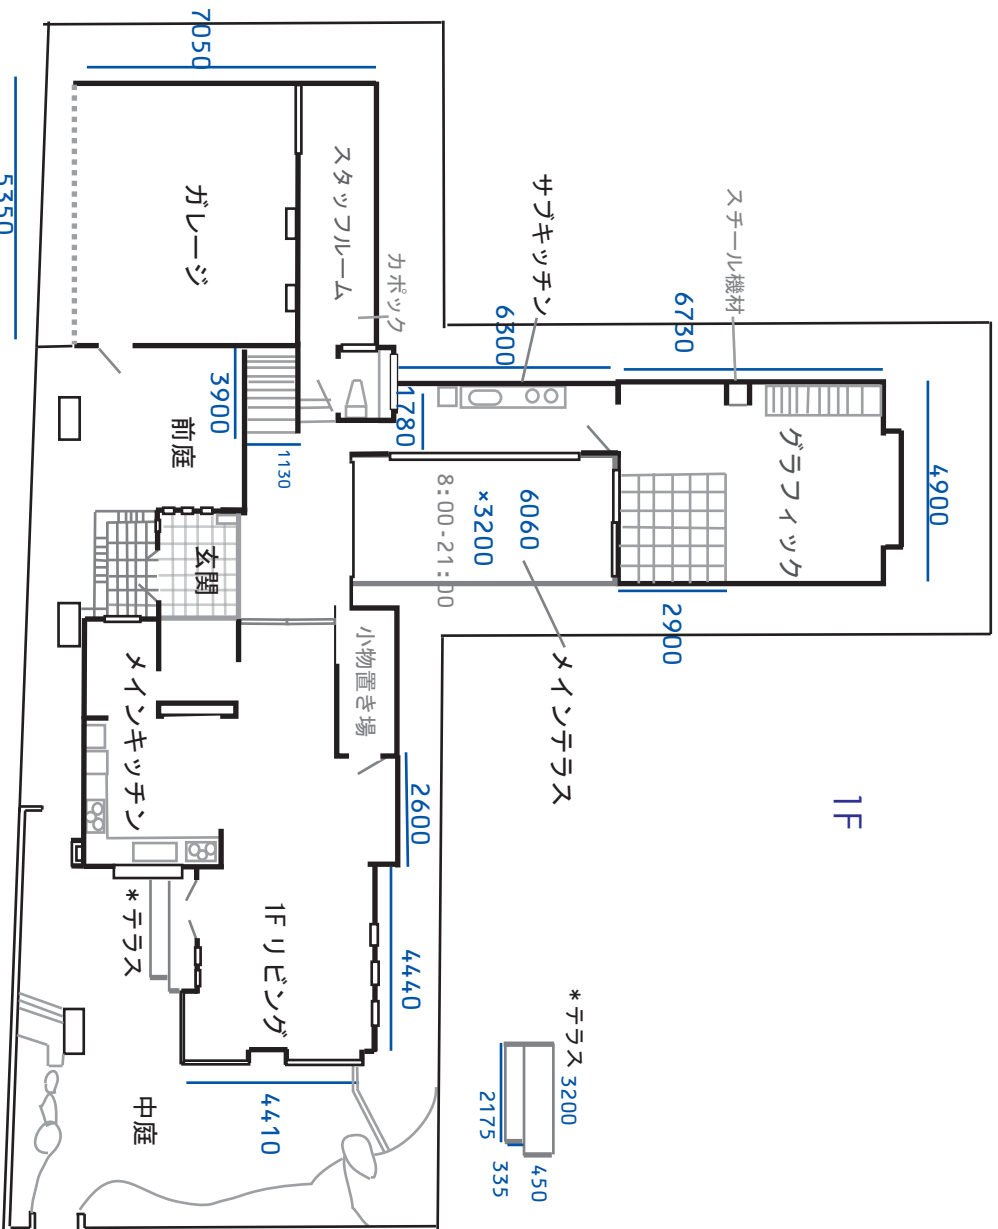 7050
5350
ガレージ
スタッフルーム
カポック
サブキッチン
スチール機材
6300
6730
3900
1780
前庭
1130
グラフィック
4900
8:00-21:00
6060
×3200
玄関
2900
小物置き場
メインキッチン
メインテラス
2600
1F
*テラス
1Fリビング
4440
中庭
4410
*テラス
3200
2175
335
450